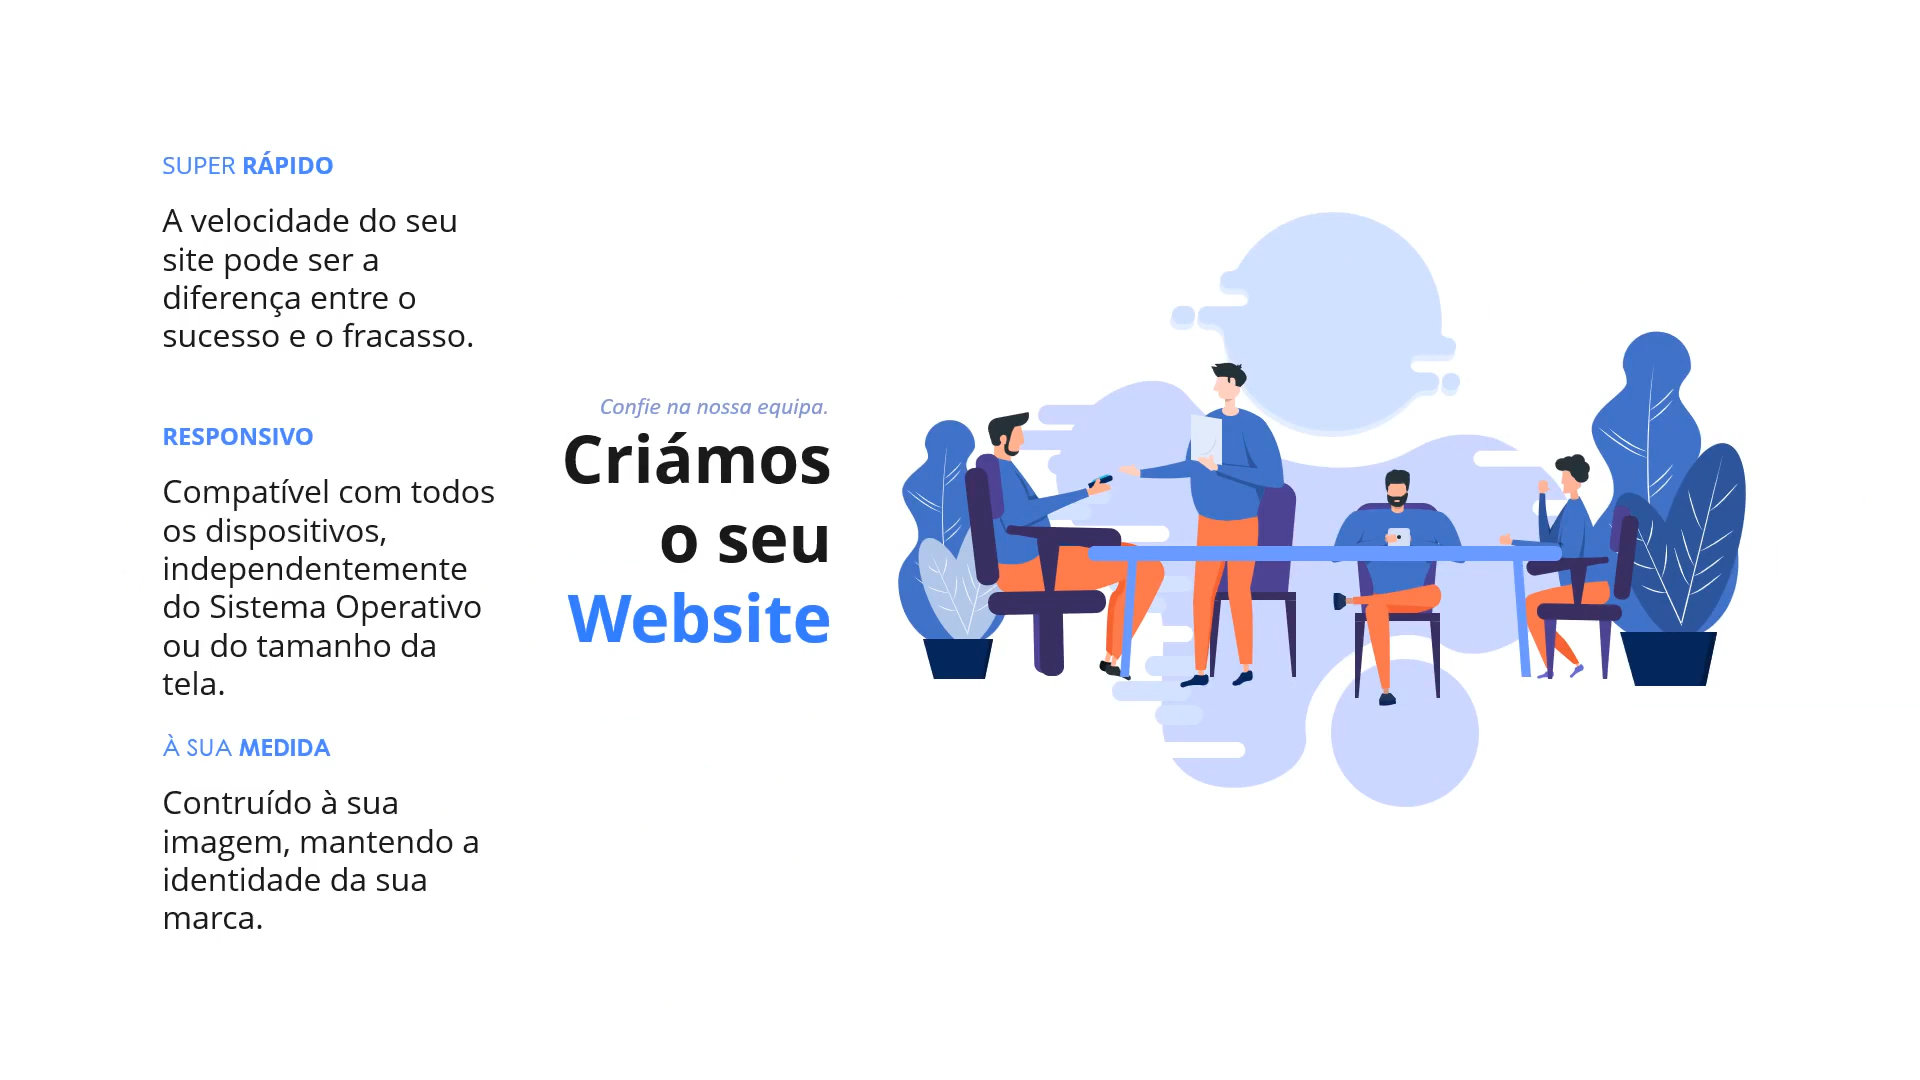 SUPER RÁPIDO
A velocidade do seu
site pode ser a
diferença entre o
sucesso e o fracasso.
RESPONSIVO
Compatível com todos
os dispositivos,
independentemente
do Sistema Operativo
ou do tamanho da
tela.
À SUA MEDIDA
Contruído à sua
imagem, mantendo a
identidade da sua
marca.
Confie na nossa equipa.
Criámos
o seu
Website